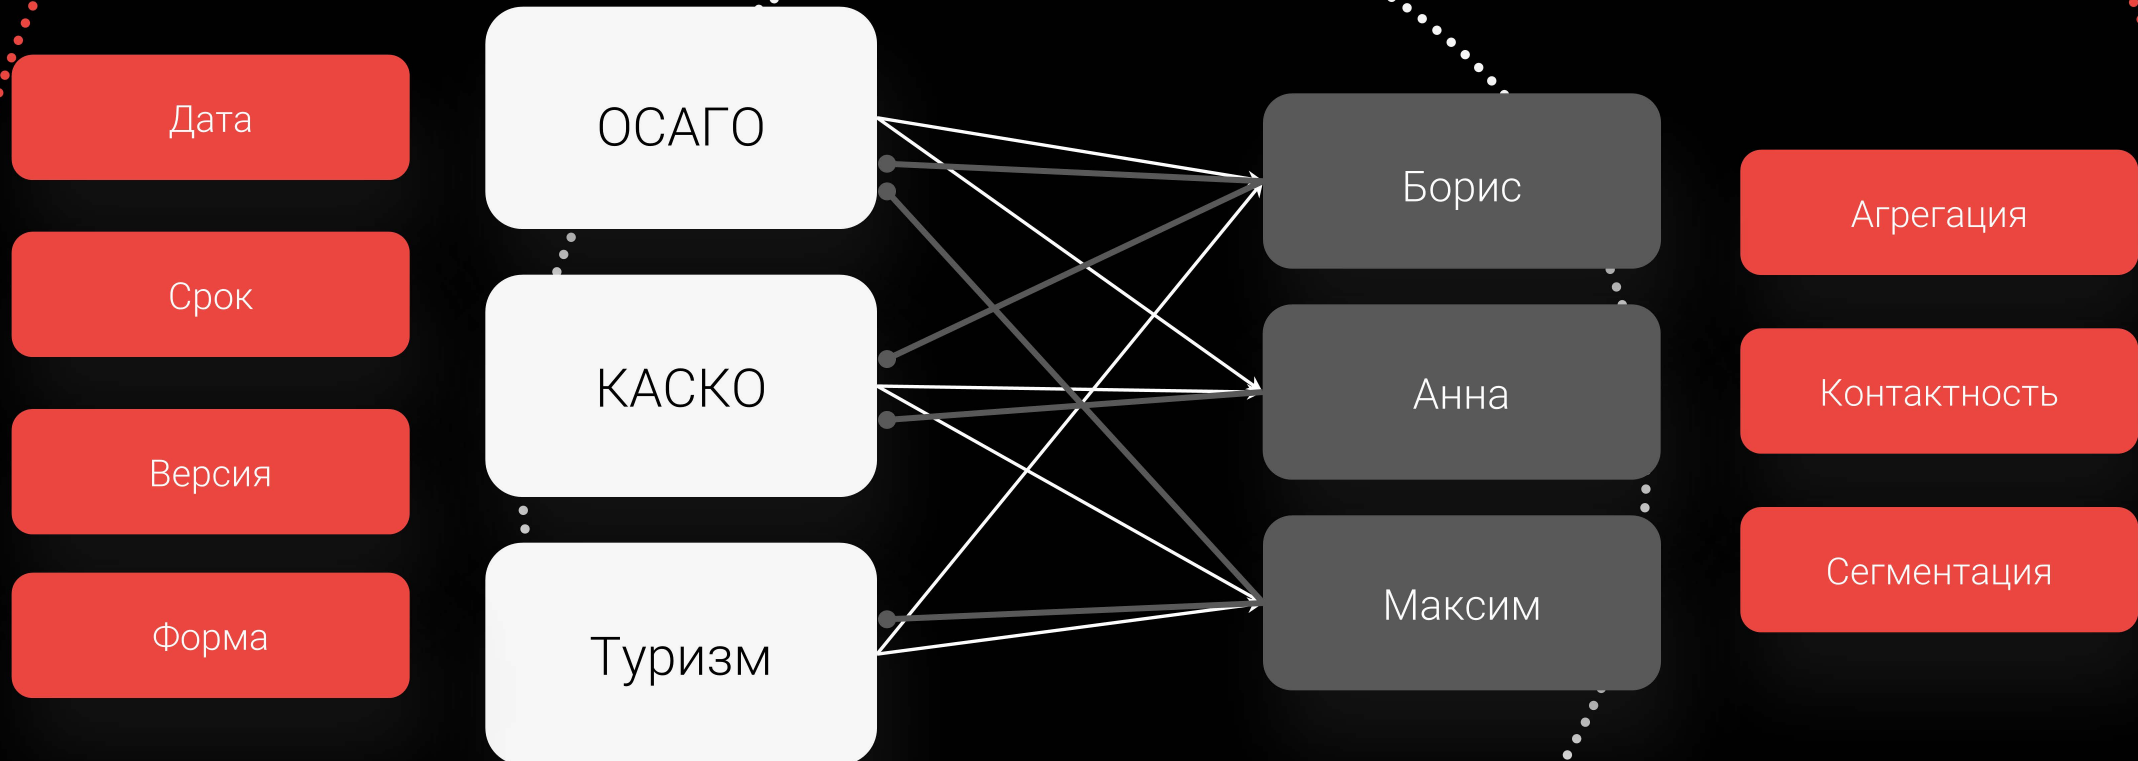 Дата
Срок
Версия
Форма
ОСАГО
КАСКО
Туризм
Борис
Анна
Максим
Агрегация
Контактность
Сегментация